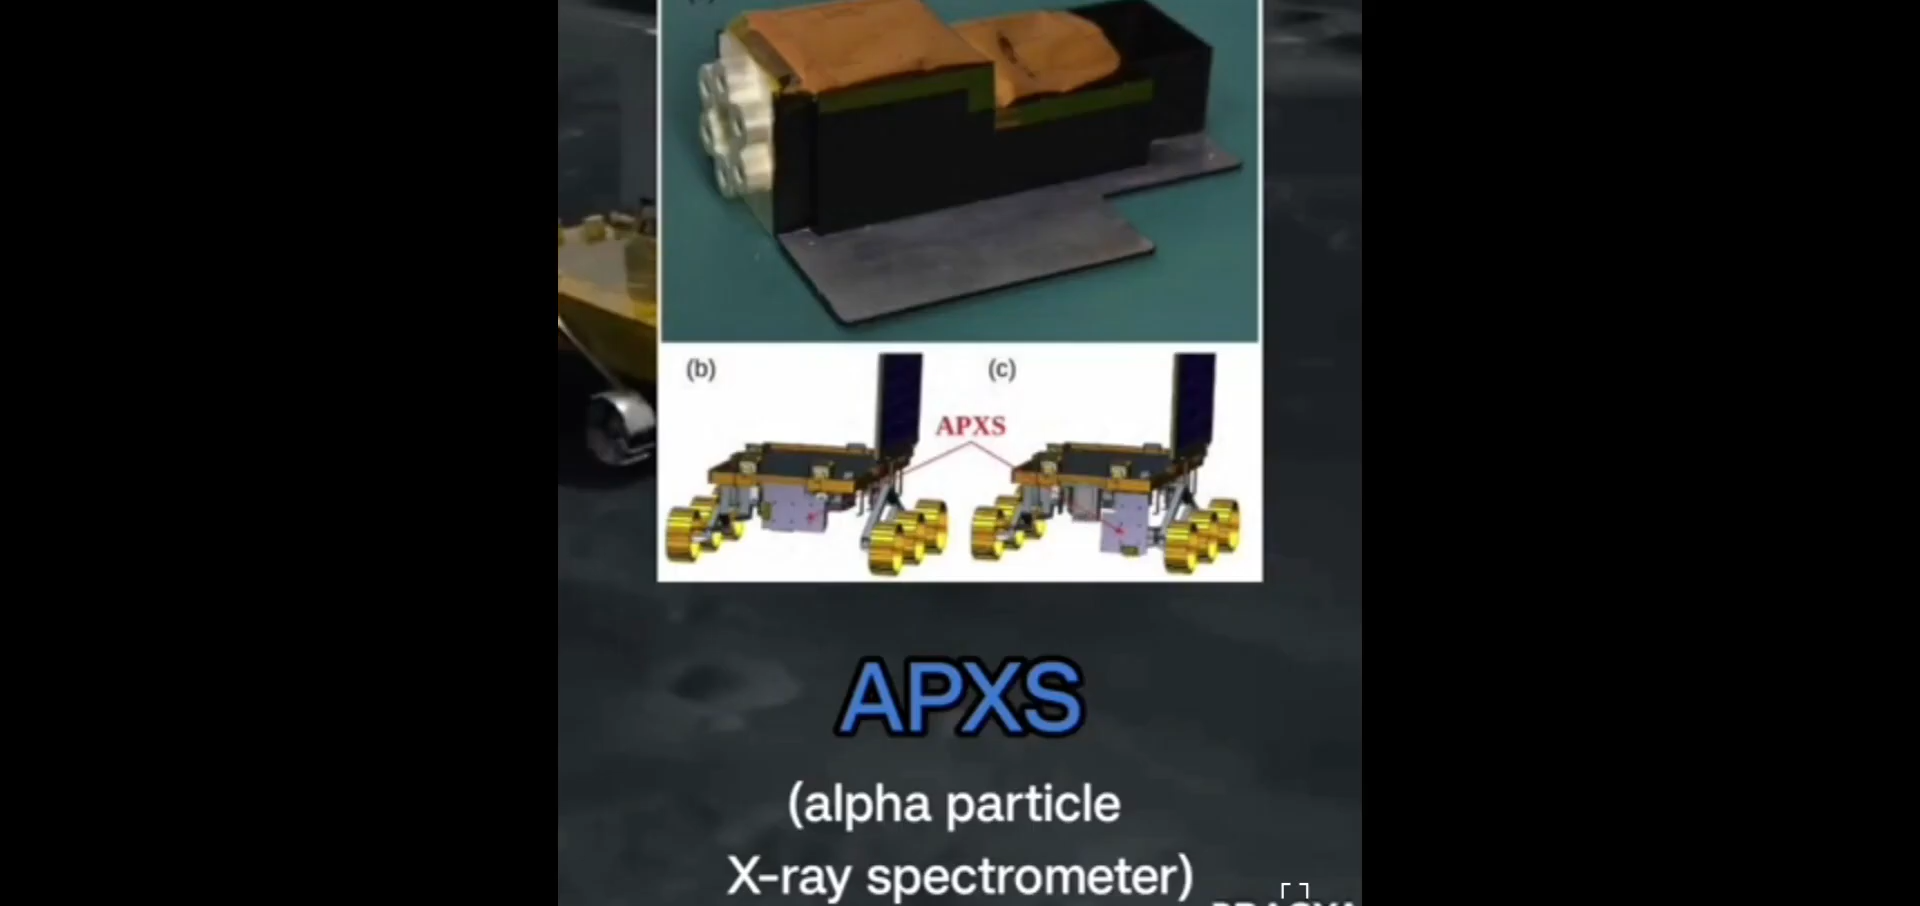 (b)
(c)
APXS
APXS
(alpha particle
X-ray spectrometer)